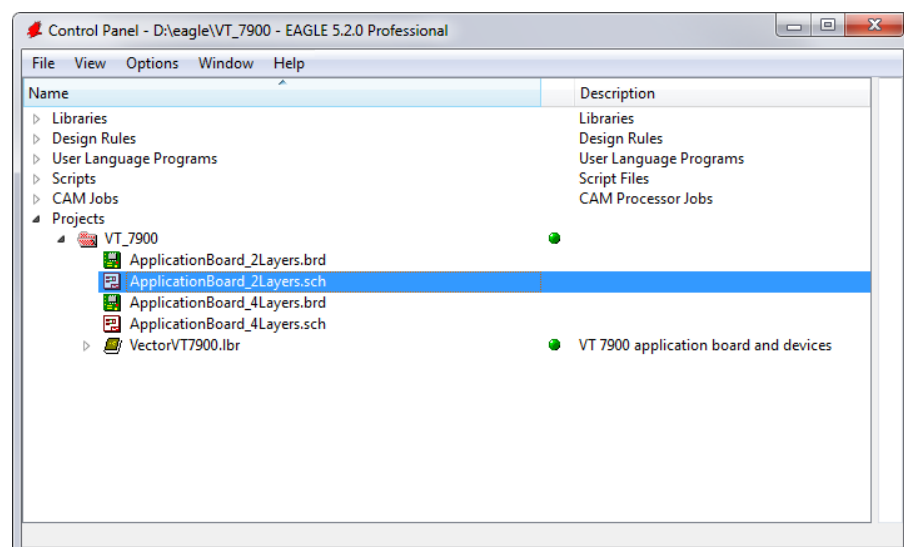 Control Panel - D:\eagle\VT_7900 - EAGLE 5.2.0 Professional
File View Options Window Help
Name Description
Libraries Libraries
Design Rules Design Rules
User Language Programs User Language Programs
Scripts Script Files
CAM Jobs CAM Processor Jobs
Projects
VT_7900
ApplicationBoard_2Layers.brd
ApplicationBoard_2Layers.sch
ApplicationBoard_4Layers.brd
ApplicationBoard_4Layers.sch
VectorVT7900.lbr VT 7900 application board and devices